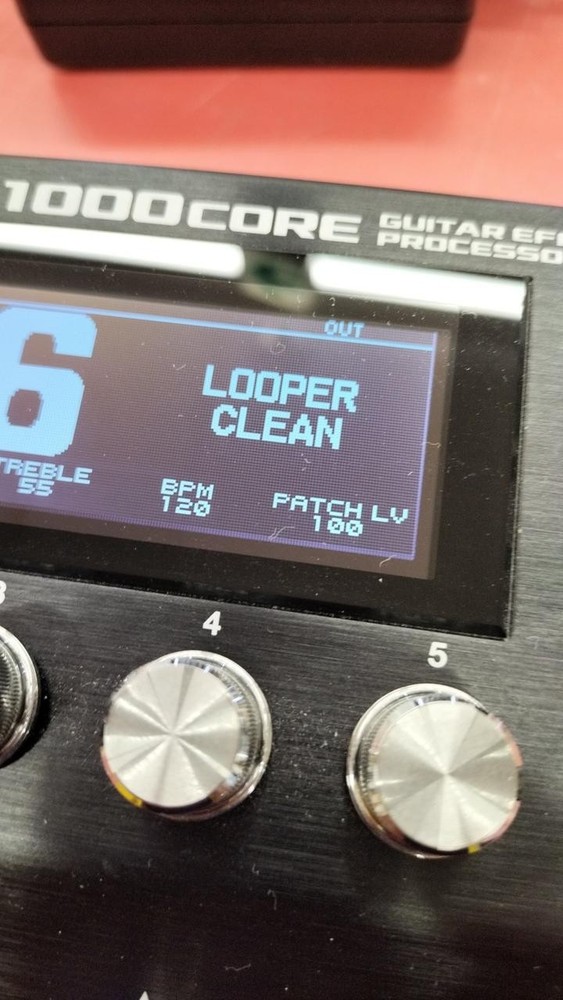 1000CORE GUITAR EF
PROCESSO
OUT
6 LOOPER
CLEAN
TREBLE BPM PATCH LV
55 120 100
3 4 5